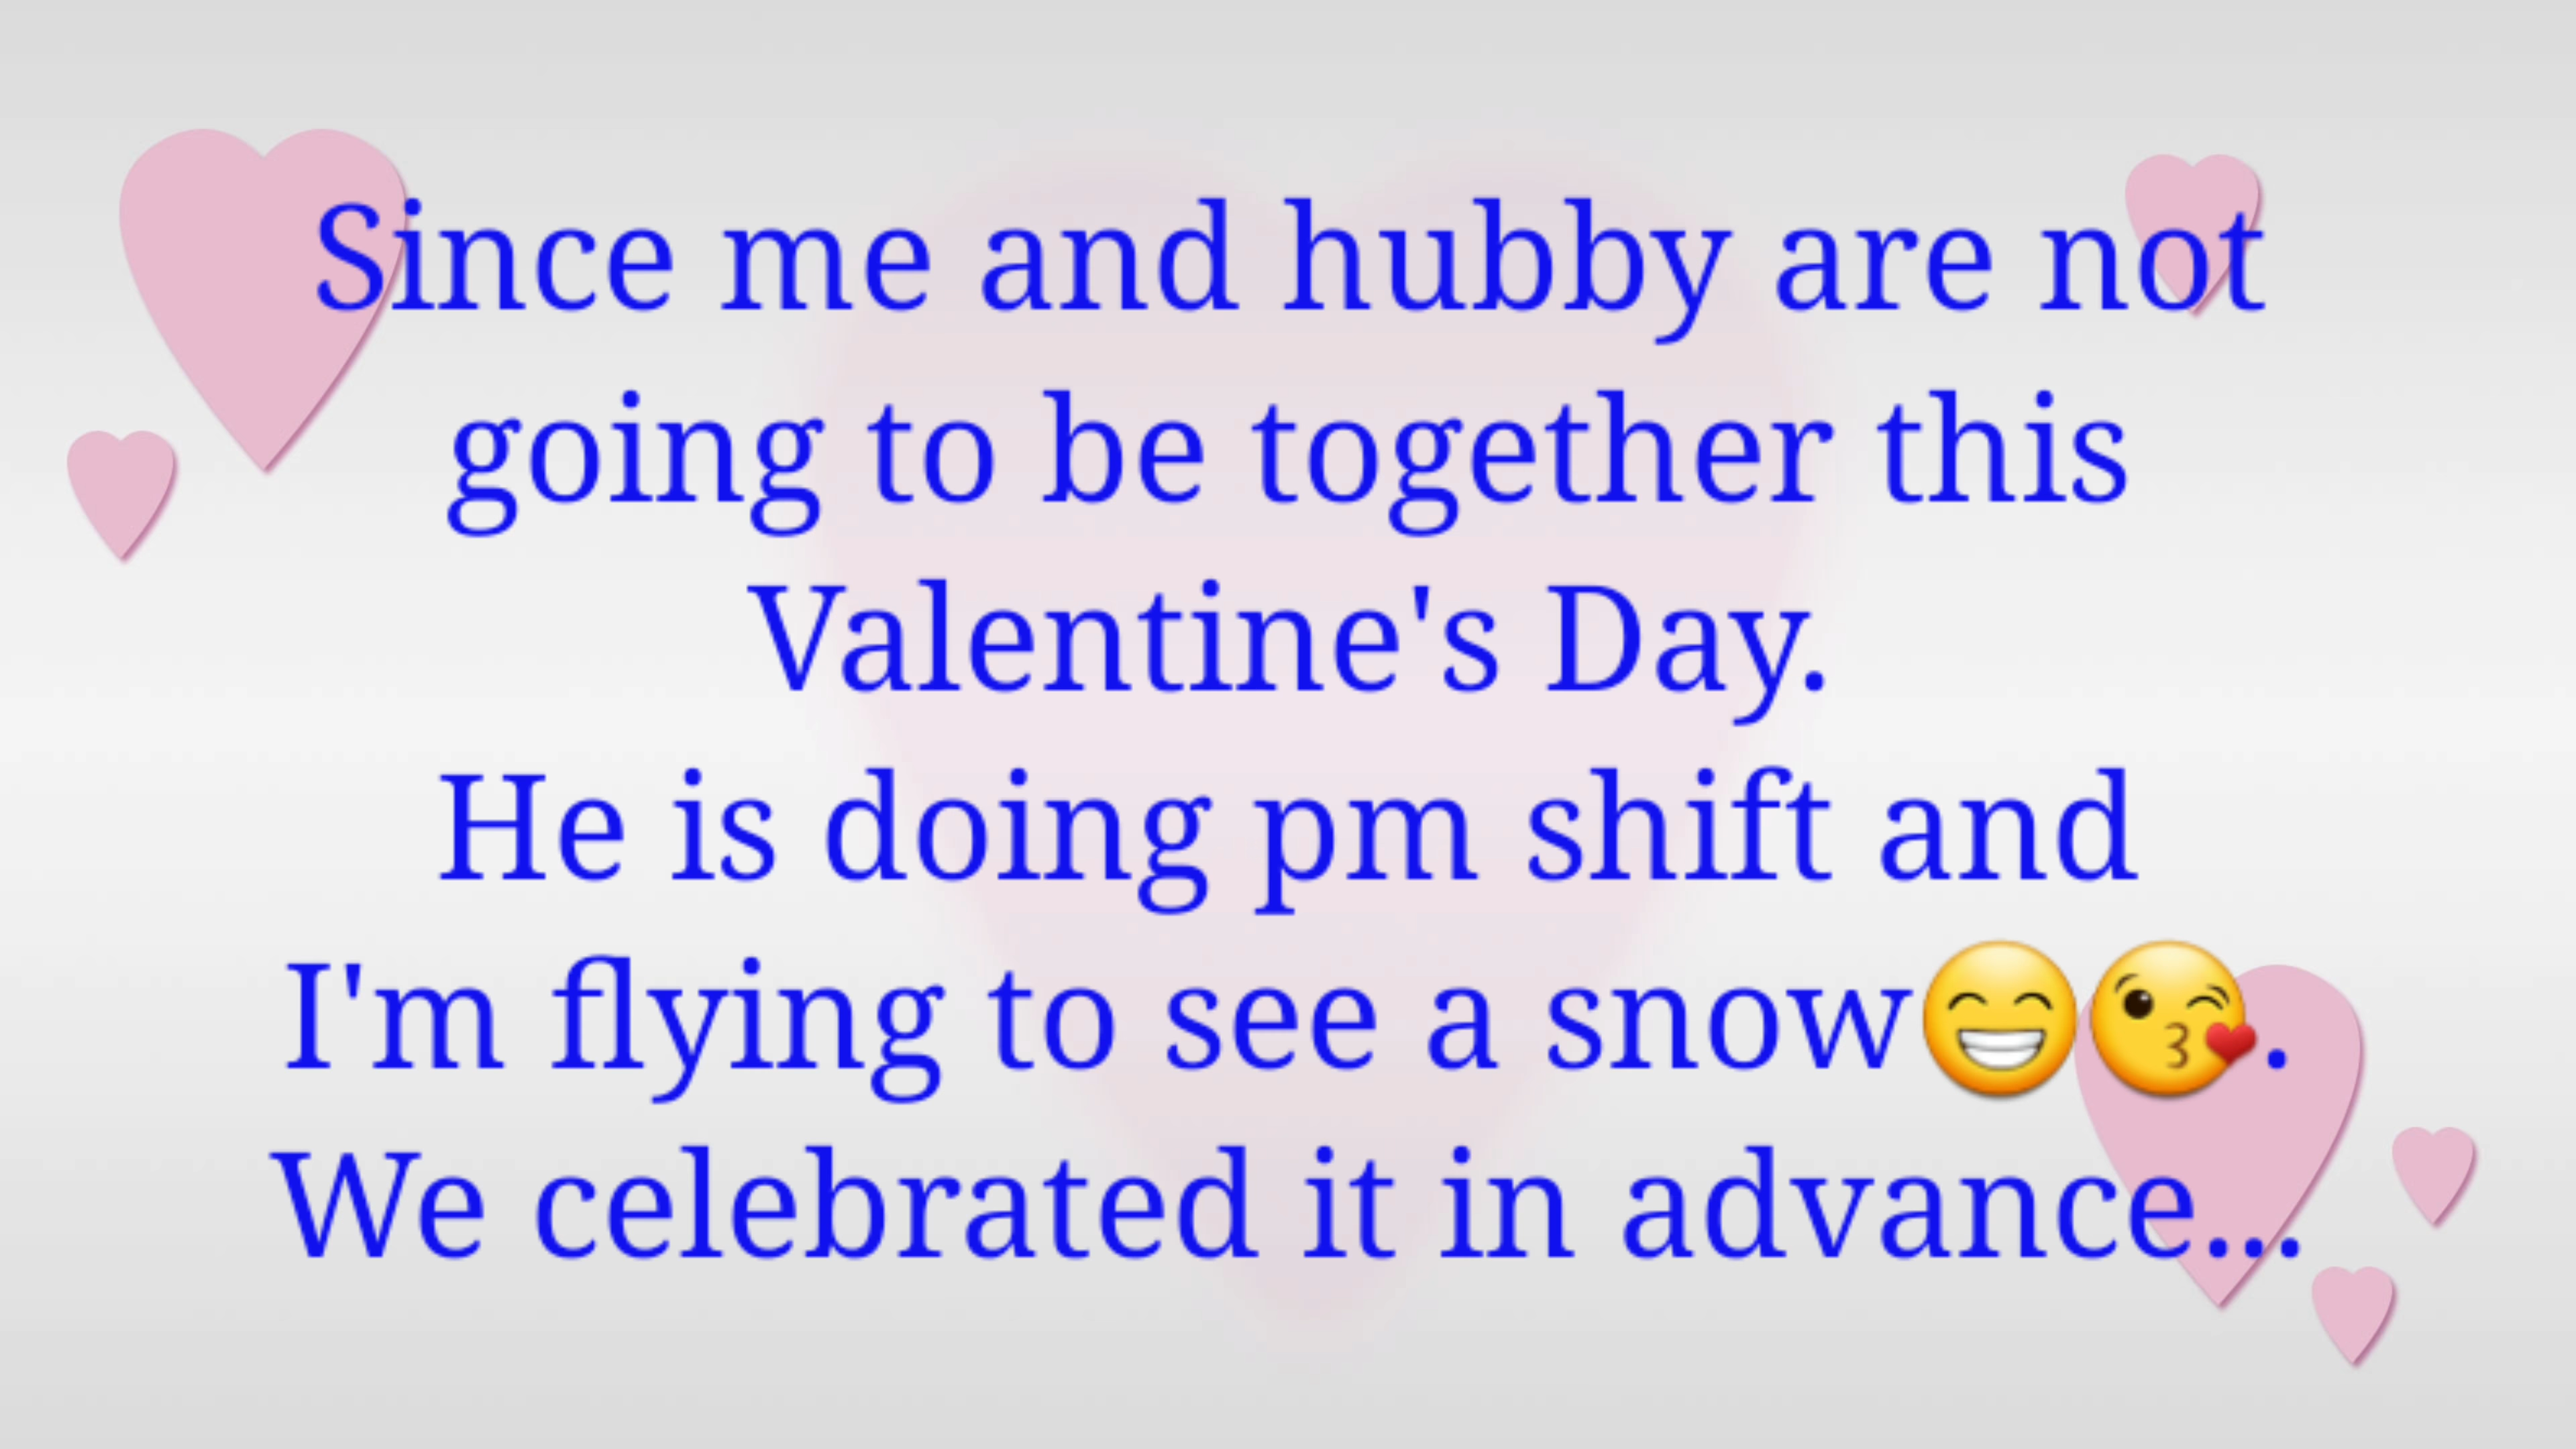 Since me and hubby are not
going to be together this
Valentine's Day.
He is doing pm shift and
I'm flying to see a snow😁😘.
We celebrated it in advance...